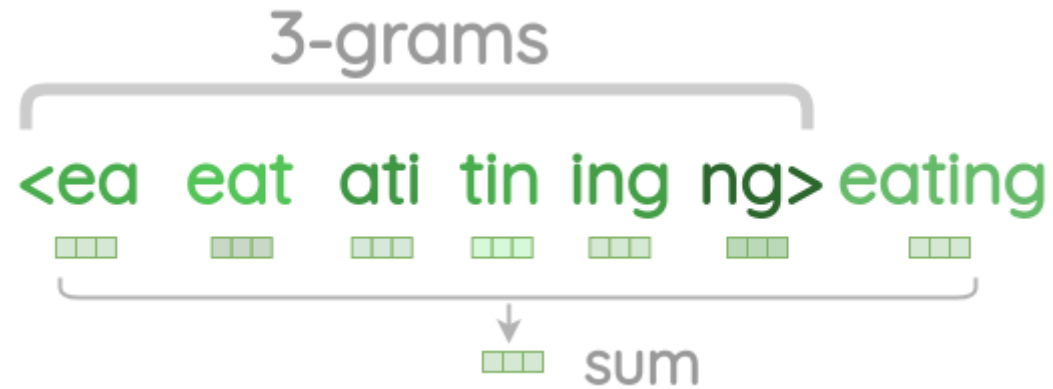 3-grams
<ea eat ati tin ing ng> eating
sum